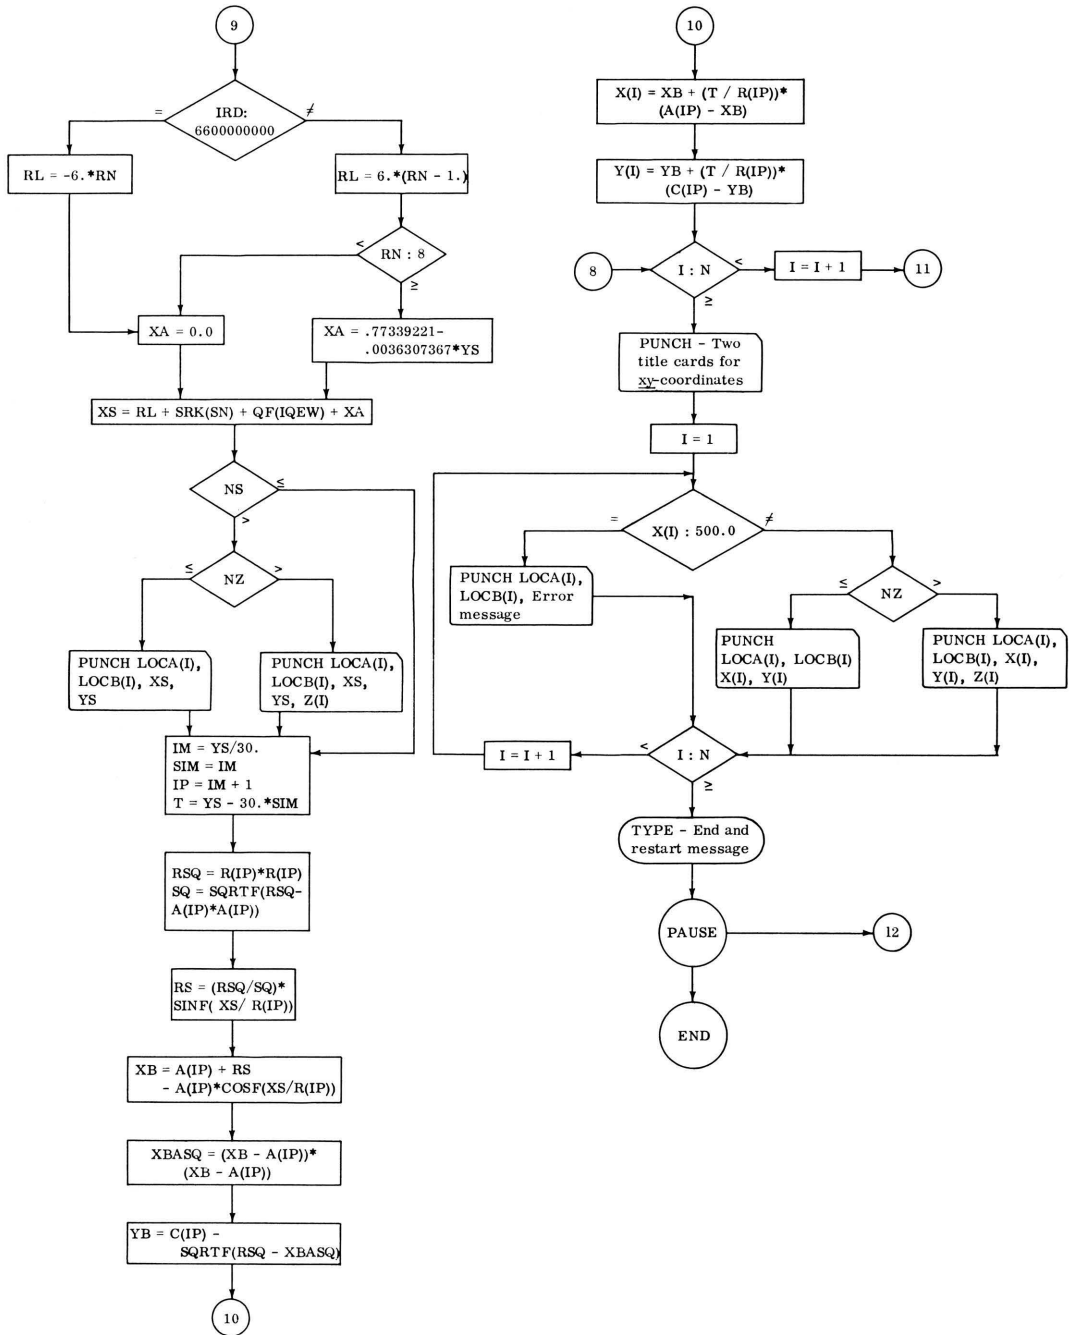 9
IRD:
6600000000
=
≠
RL = -6.*RN
RL = 6.*(RN - 1.)
RN : 8
<
≥
XA = 0.0
XA = .77339221-
.0036307367*YS
XS = RL + SRK(SN) + QF(IQEW) + XA
NS
≤
>
NZ
≤
>
PUNCH LOCA(I),
LOCB(I), XS,
YS
PUNCH LOCA(I),
LOCB(I), XS,
YS, Z(I)
IM = YS/30.
SIM = IM
IP = IM + 1
T = YS - 30.*SIM
RSQ = R(IP)*R(IP)
SQ = SQRTF(RSQ-
A(IP)*A(IP))
RS = (RSQ/SQ)*
SINF( XS/ R(IP))
XB = A(IP) + RS
- A(IP)*COSF(XS/R(IP))
XBASQ = (XB - A(IP))*
(XB - A(IP))
YB = C(IP) -
SQRTF(RSQ - XBASQ)
10
10
X(I) = XB + (T / R(IP))*
(A(IP) - XB)
Y(I) = YB + (T / R(IP))*
(C(IP) - YB)
8
I : N
<
≥
I = I + 1
11
PUNCH - Two
title cards for
xy-coordinates
I = 1
X(I) : 500.0
=
≠
PUNCH LOCA(I),
LOCB(I), Error
message
NZ
≤
>
PUNCH
LOCA(I), LOCB(I)
X(I), Y(I)
PUNCH LOCA(I),
LOCB(I), X(I),
Y(I), Z(I)
I = I + 1
<
I : N
≥
TYPE - End and
restart message
PAUSE
12
END